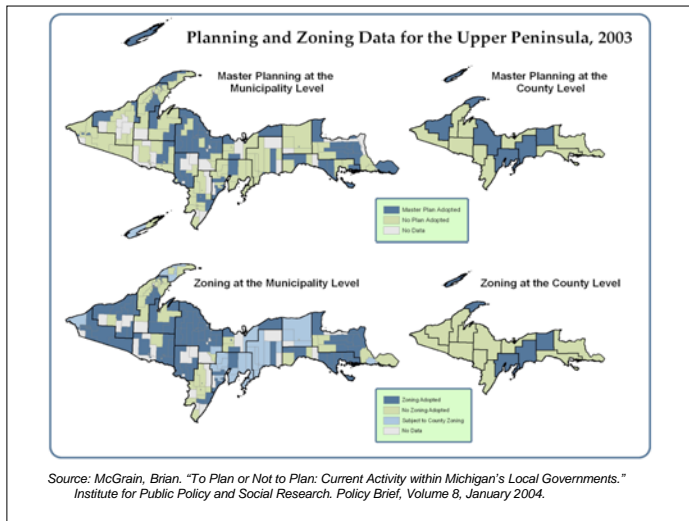 Planning and Zoning Data for the Upper Peninsula, 2003
Master Planning at the
Municipality Level
Master Planning at the
County Level
Master Plan Adopted
No Plan Adopted
No Data
Zoning at the Municipality Level
Zoning at the County Level
Zoning Adopted
No Zoning Adopted
Subject to County Zoning
No Data
Source: McGrain, Brian. “To Plan or Not to Plan: Current Activity within Michigan’s Local Governments.”
Institute for Public Policy and Social Research. Policy Brief, Volume 8, January 2004.